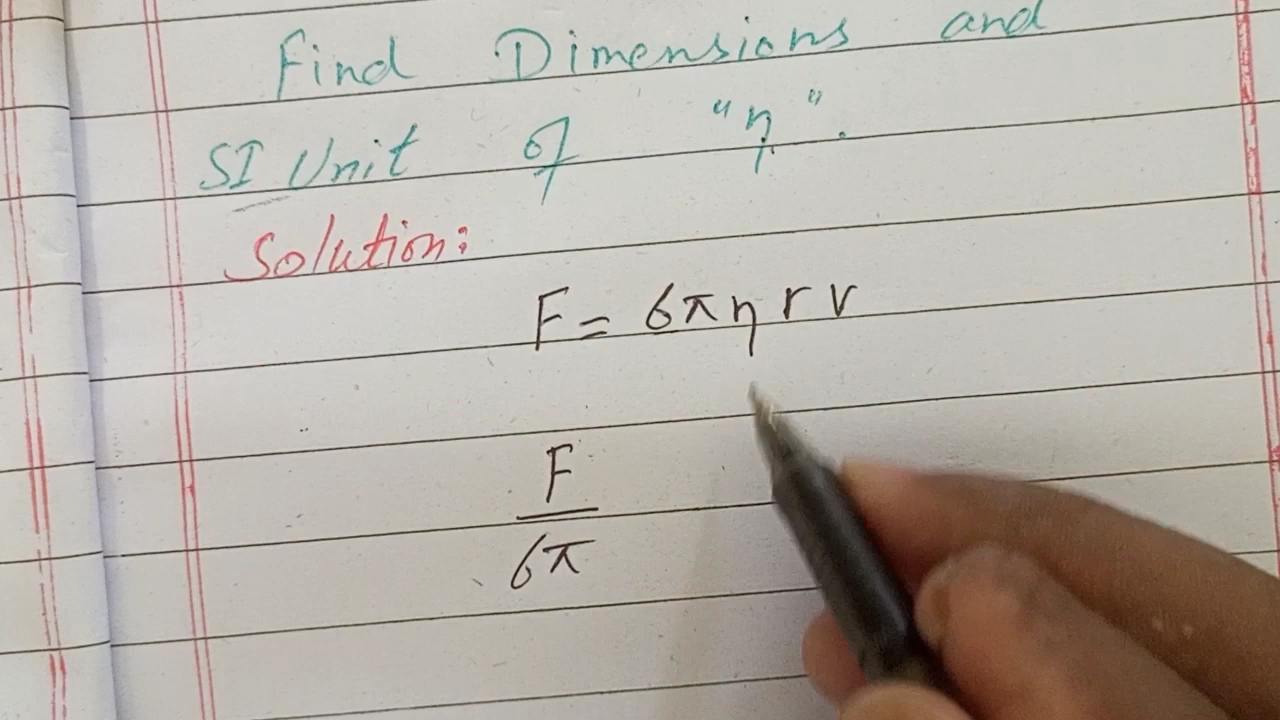 Find Dimensions and
SI Unit of "η".
Solution:
F = 6πηrv
F
6π